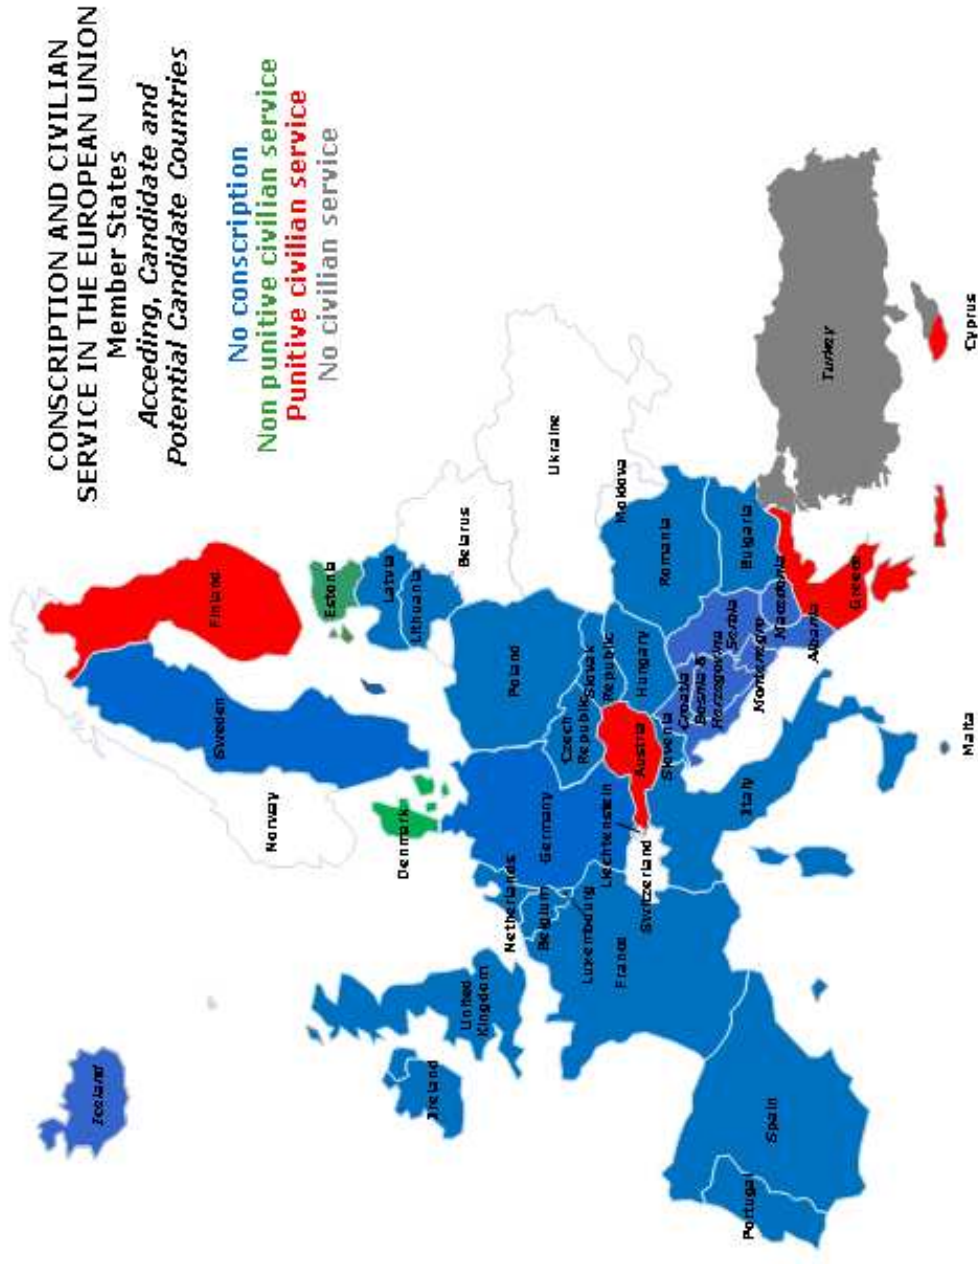 CONSCRIPTION AND CIVILIAN
SERVICE IN THE EUROPEAN UNION
Member States
Acceding, Candidate and
Potential Candidate Countries
No conscription
Non punitive civilian service
Punitive civilian service
No civilian service
Iceland
Norway
Sweden
Finland
Estonia
Latvia
Lithuania
Denmark
Belarus
Ireland
United
Kingdom
Netherlands
Belgium
Luxembourg
Germany
Poland
Ukraine
Czech
Republic
Slovak
Republic
France
Liechtenstein
Switzerland
Austria
Hungary
Moldova
Romania
Slovenia
Croatia
Bosnia &
Herzegovina
Serbia
Montenegro
Macedonia
Bulgaria
Albania
Portugal
Spain
Italy
Greece
Turkey
Malta
Cyprus